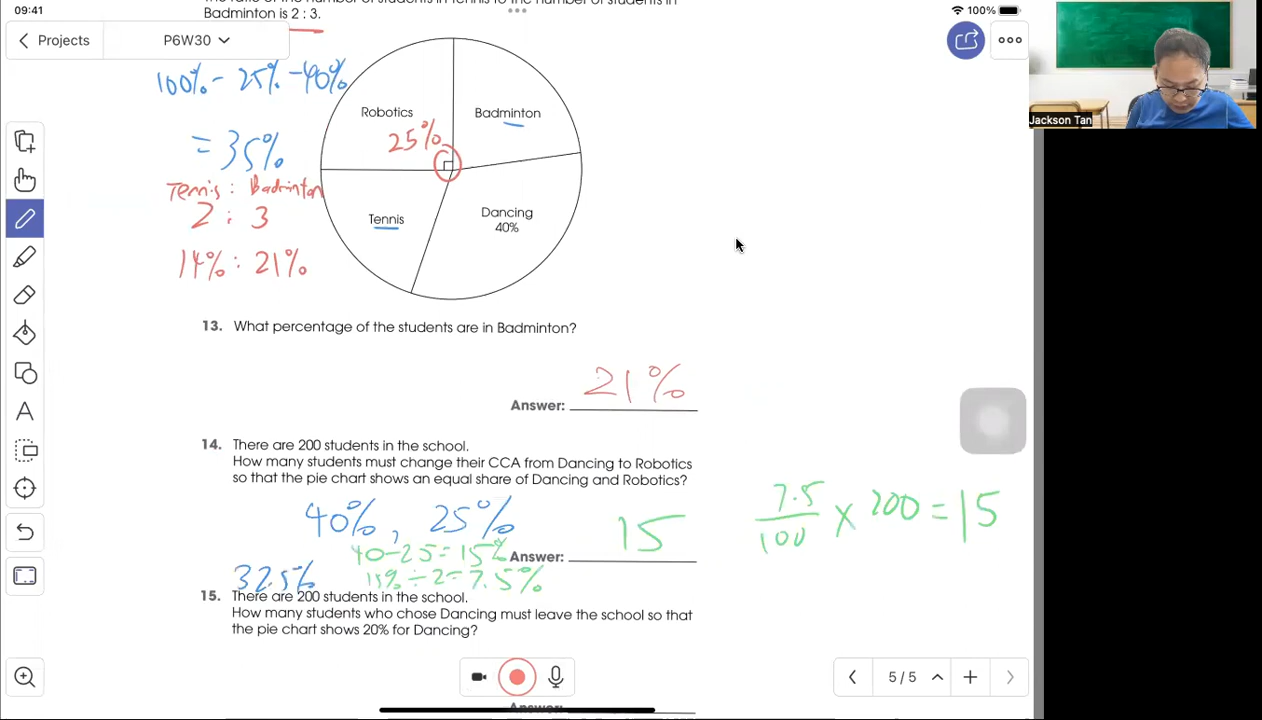 09:41
100%
Badminton is 2 : 3.
Projects
P6W30
100% - 25% - 40%
= 35%
Tennis : Badminton
2 : 3
14% : 21%
Robotics
25%
Badminton
Tennis
Dancing
40%
Jackson Tan
13. What percentage of the students are in Badminton?
21%
Answer:
14. There are 200 students in the school.
How many students must change their CCA from Dancing to Robotics
so that the pie chart shows an equal share of Dancing and Robotics?
40% , 25%
40-25=15%
15% ÷ 2 = 7.5%
32.5%
Answer: 15
7.5/100 × 200 = 15
15. There are 200 students in the school.
How many students who chose Dancing must leave the school so that
the pie chart shows 20% for Dancing?
5 / 5
Answer: